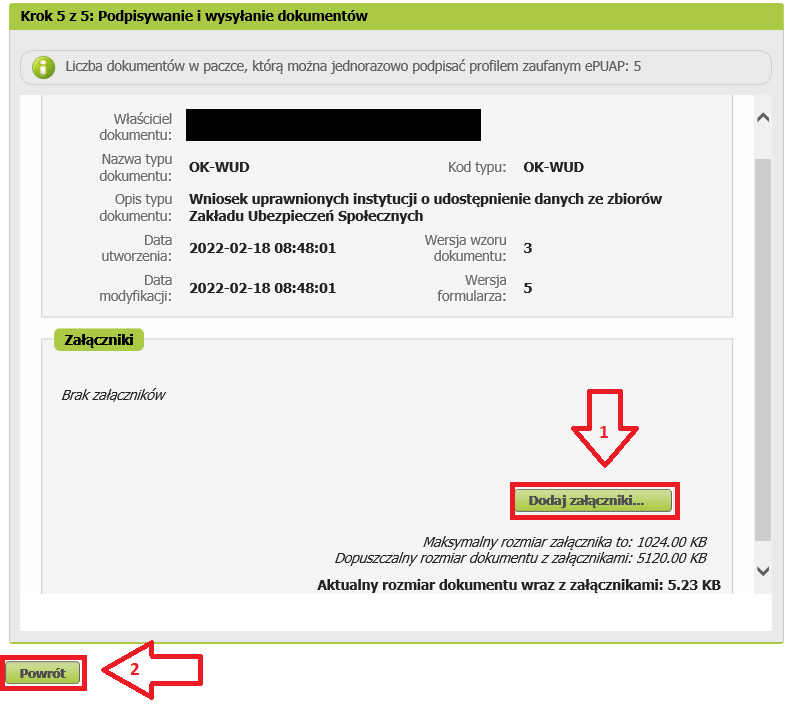 Krok 5 z 5: Podpisywanie i wysyłanie dokumentów
Liczba dokumentów w paczce, którą można jednorazowo podpisać profilem zaufanym ePUAP: 5
Właściciel
dokumentu:
Nazwa typu
dokumentu:
OK-WUD
Kod typu:
OK-WUD
Opis typu
dokumentu:
Wniosek uprawnionych instytucji o udostępnienie danych ze zbiorów
Zakładu Ubezpieczeń Społecznych
Data
utworzenia:
2022-02-18 08:48:01
Wersja wzoru
dokumentu:
3
Data
modyfikacji:
2022-02-18 08:48:01
Wersja
formularza:
5
Załączniki
Brak załączników
1
Dodaj załączniki...
Maksymalny rozmiar załącznika to: 1024.00 KB
Dopuszczalny rozmiar dokumentu z załącznikami: 5120.00 KB
Aktualny rozmiar dokumentu wraz z załącznikami: 5.23 KB
Powrót
2